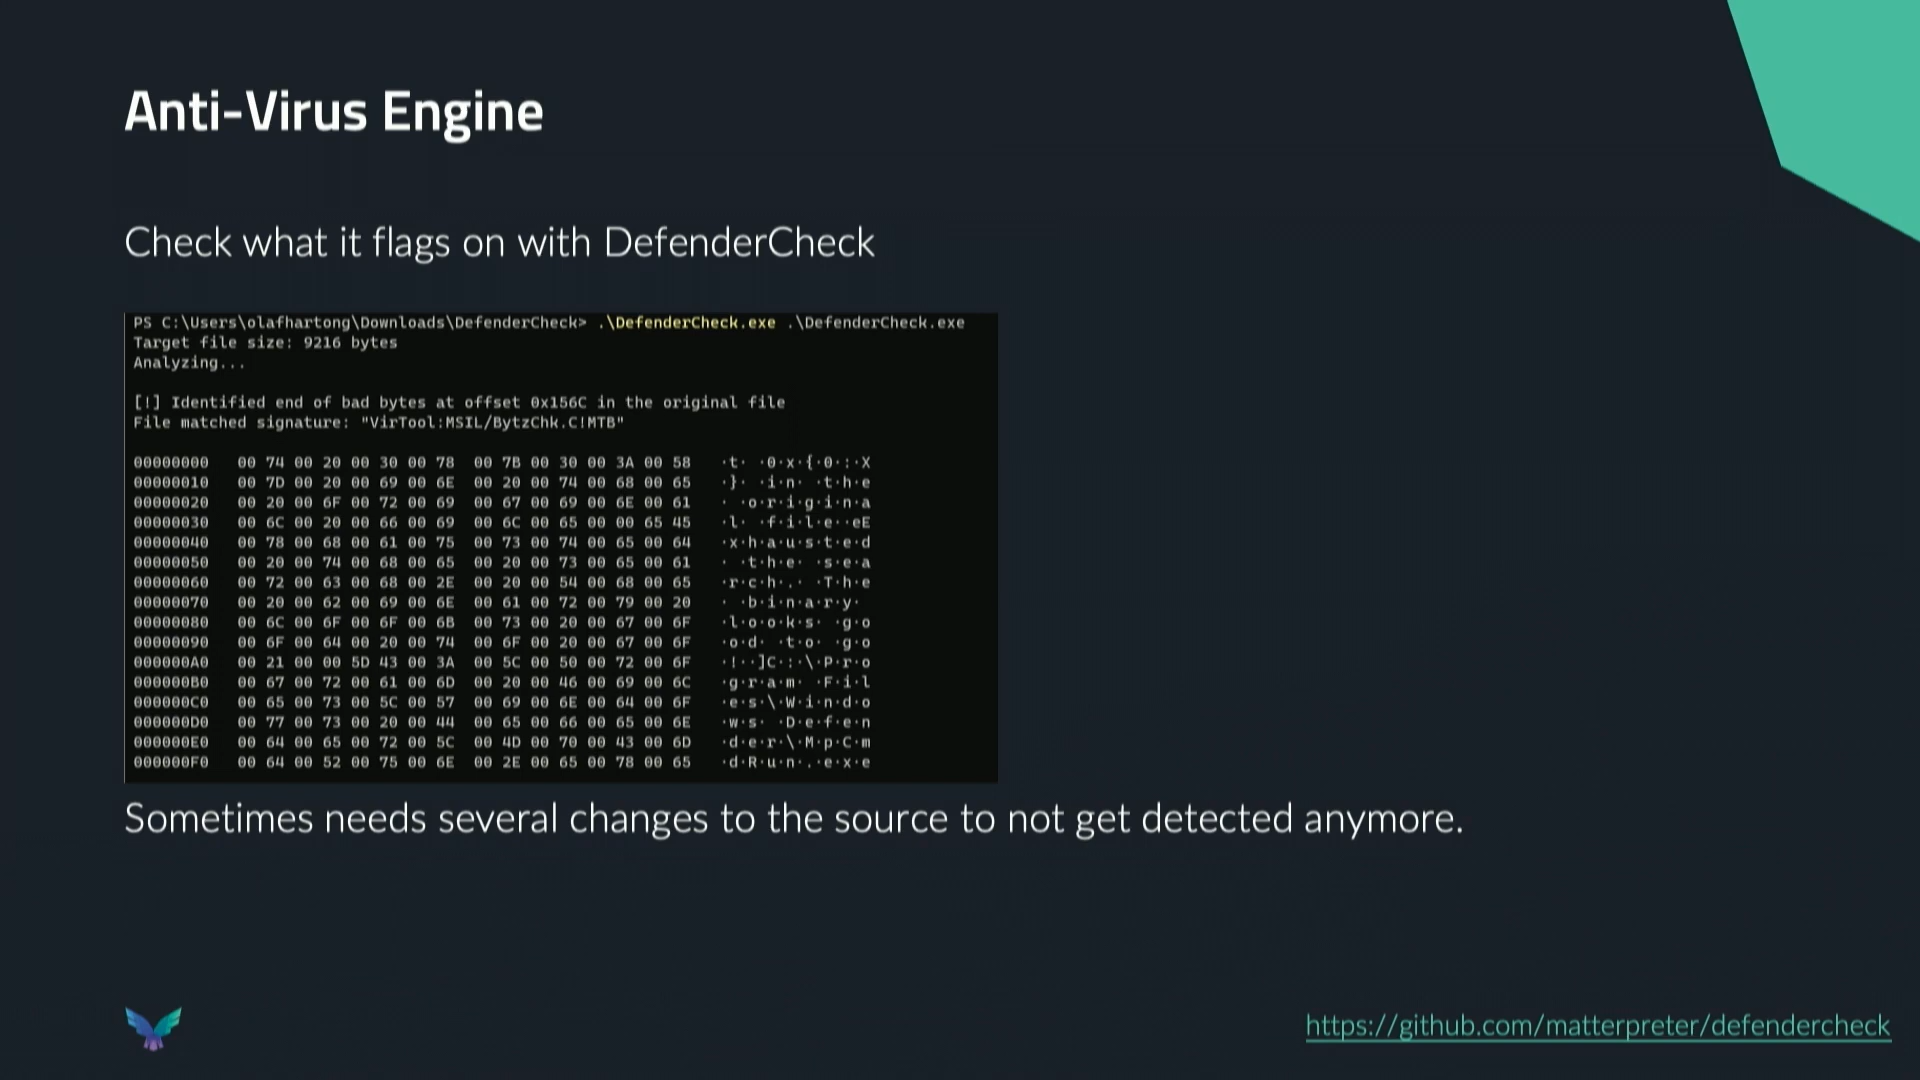 Anti-Virus Engine
Check what it flags on with DefenderCheck
PS C:\Users\olafhartong\Downloads\DefenderCheck> .\DefenderCheck.exe .\DefenderCheck.exe
Target file size: 9216 bytes
Analyzing...
[!] Identified end of bad bytes at offset 0x156C in the original file
File matched signature: "VirTool:MSIL/BytzChk.C!MTB"
00000000   00 74 00 20 00 30 00 78  00 7B 00 30 00 3A 00 58   ·t· ·0·x·{·0·:·X
00000010   00 7D 00 20 00 69 00 6E  00 20 00 74 00 68 00 65   ·}· ·i·n· ·t·h·e
00000020   00 20 00 6F 00 72 00 69  00 67 00 69 00 6E 00 61   · ·o·r·i·g·i·n·a
00000030   00 6C 00 20 00 66 00 69  00 6C 00 65 00 00 65 45   ·l· ·f·i·l·e··eE
00000040   00 78 00 68 00 61 00 75  00 73 00 74 00 65 00 64   ·x·h·a·u·s·t·e·d
00000050   00 20 00 74 00 68 00 65  00 20 00 73 00 65 00 61   · ·t·h·e· ·s·e·a
00000060   00 72 00 63 00 68 00 2E  00 20 00 54 00 68 00 65   ·r·c·h·.· ·T·h·e
00000070   00 20 00 62 00 69 00 6E  00 61 00 72 00 79 00 20   · ·b·i·n·a·r·y·
00000080   00 6C 00 6F 00 6F 00 6B  00 73 00 20 00 67 00 6F   ·l·o·o·k·s· ·g·o
00000090   00 6F 00 64 00 20 00 74  00 6F 00 20 00 67 00 6F   ·o·d· ·t·o· ·g·o
000000A0   00 21 00 00 5D 43 00 3A  00 5C 00 50 00 72 00 6F   ·!··]C·:·\·P·r·o
000000B0   00 67 00 72 00 61 00 6D  00 20 00 46 00 69 00 6C   ·g·r·a·m· ·F·i·l
000000C0   00 65 00 73 00 5C 00 57  00 69 00 6E 00 64 00 6F   ·e·s·\·W·i·n·d·o
000000D0   00 77 00 73 00 20 00 44  00 65 00 66 00 65 00 6E   ·w·s· ·D·e·f·e·n
000000E0   00 64 00 65 00 72 00 5C  00 4D 00 70 00 43 00 6D   ·d·e·r·\·M·p·C·m
000000F0   00 64 00 52 00 75 00 6E  00 2E 00 65 00 78 00 65   ·d·R·u·n·.·e·x·e
Sometimes needs several changes to the source to not get detected anymore.
https://github.com/matterpreter/defendercheck